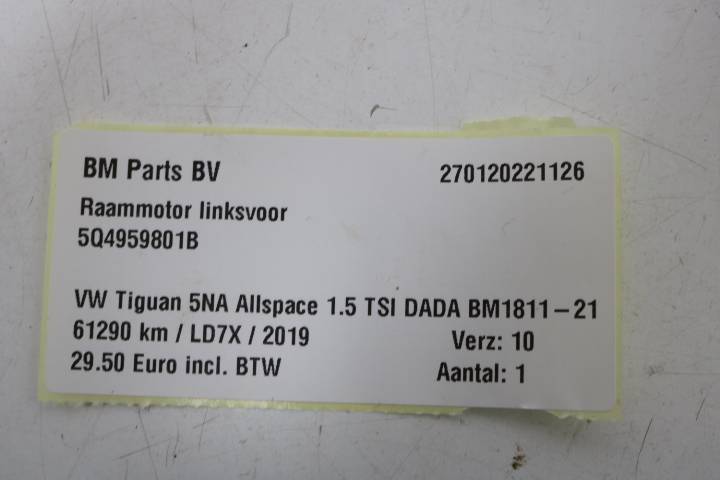 BM Parts BV 270120221126
Raammotor linksvoor
5Q4959801B
VW Tiguan 5NA Allspace 1.5 TSI DADA BM1811-21
61290 km / LD7X / 2019 Verz: 10
29.50 Euro incl. BTW Aantal: 1